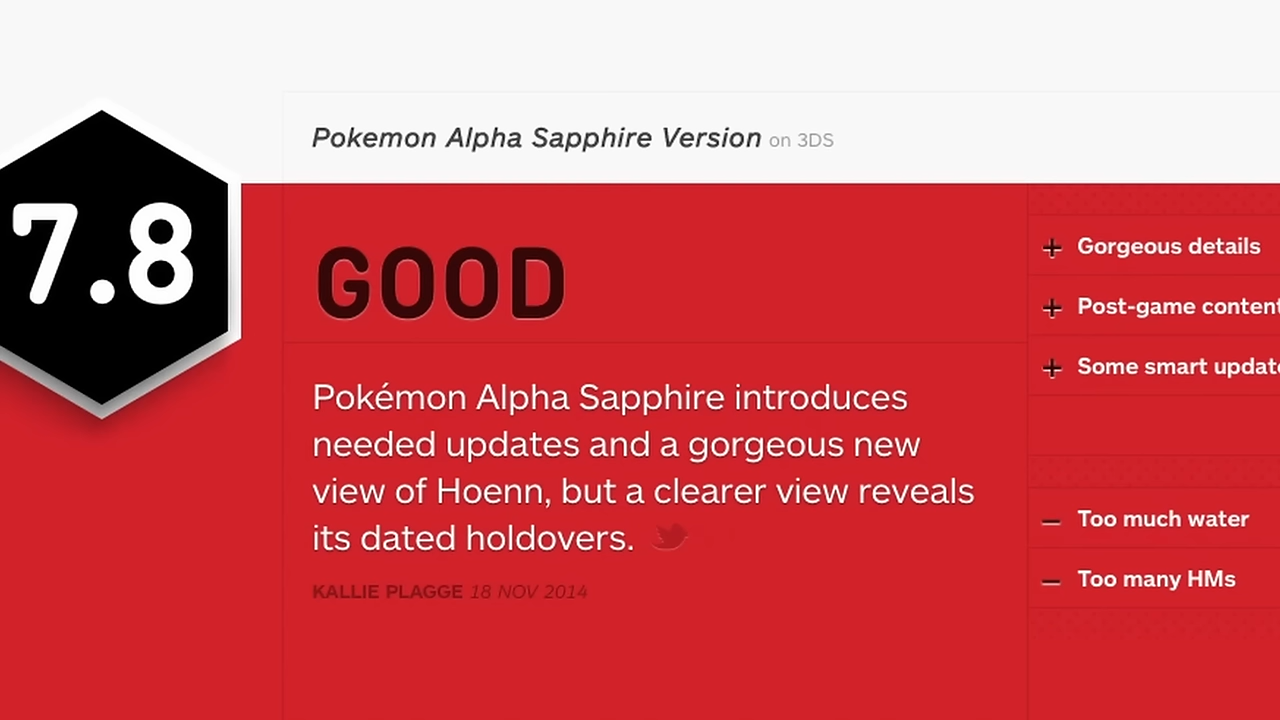 Pokemon Alpha Sapphire Version on 3DS
7.8
GOOD
Pokémon Alpha Sapphire introduces
needed updates and a gorgeous new
view of Hoenn, but a clearer view reveals
its dated holdovers.
KALLIE PLAGGE 18 NOV 2014
+ Gorgeous details
+ Post-game content
+ Some smart update
– Too much water
– Too many HMs